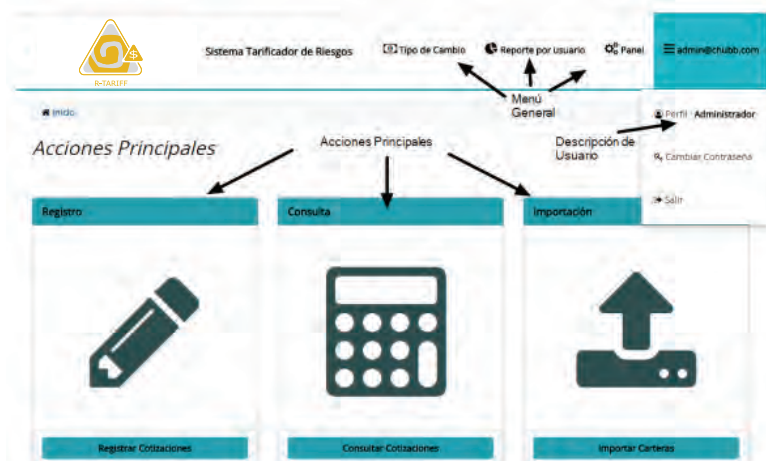 R-TARIFF
Sistema Tarificador de Riesgos
Tipo de Cambio
Reporte por usuario
Panel
admin@chubb.com
Inicio
Menú
General
Perfil - Administrador
Acciones Principales
Acciones Principales
Descripción de
Usuario
Cambiar Contraseña
Salir
Registro
Consulta
Importación
Registrar Cotizaciones
Consultar Cotizaciones
Importar Carteras